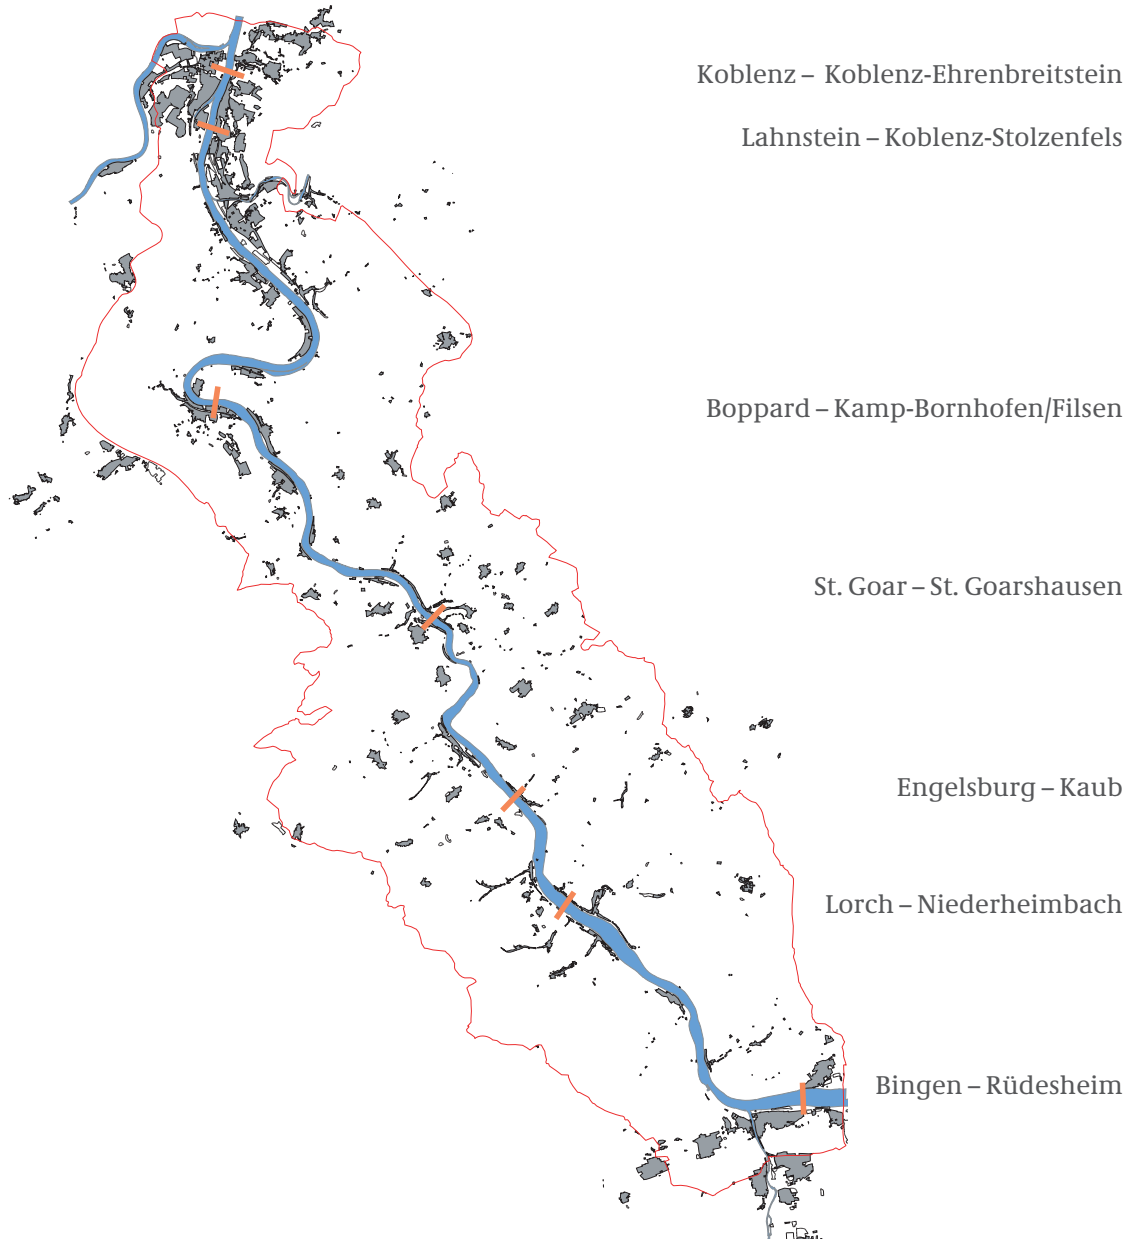 Koblenz – Koblenz-Ehrenbreitstein
Lahnstein – Koblenz-Stolzenfels
Boppard – Kamp-Bornhofen/Filsen
St. Goar – St. Goarshausen
Engelsburg – Kaub
Lorch – Niederheimbach
Bingen – Rüdesheim